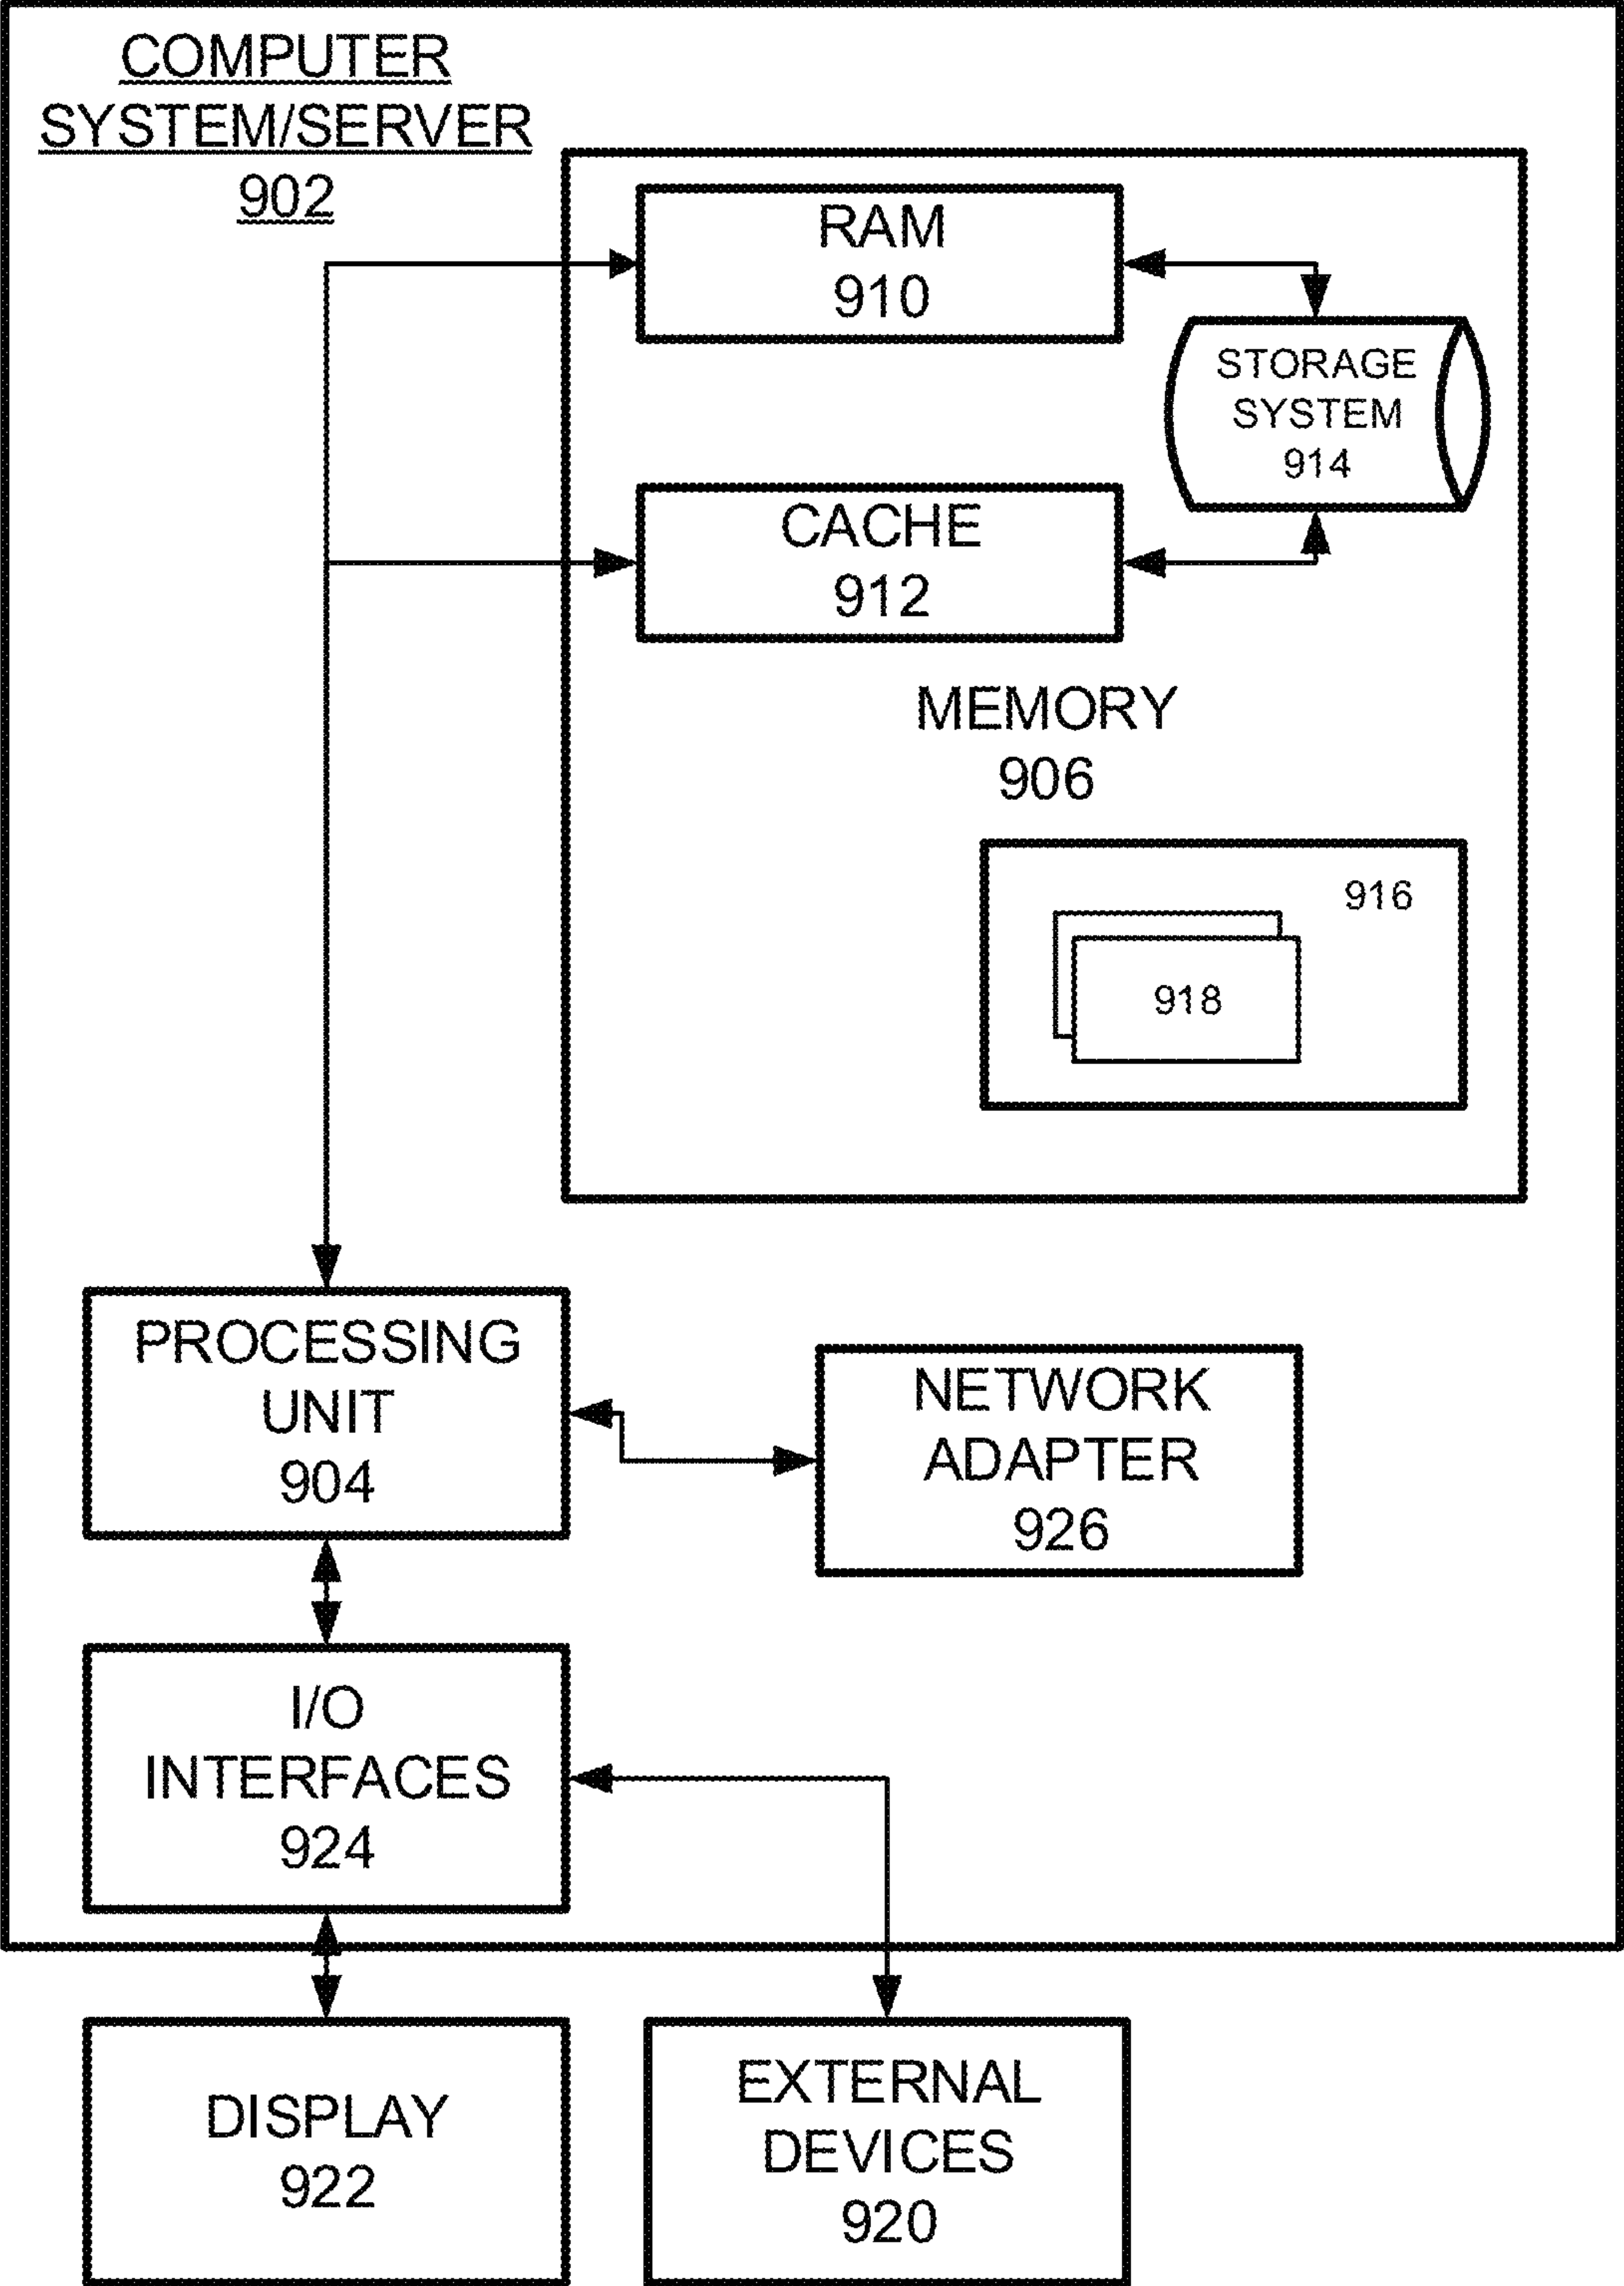 COMPUTER
SYSTEM/SERVER
902
RAM
910
STORAGE
SYSTEM
914
CACHE
912
MEMORY
906
916
918
PROCESSING
UNIT
904
NETWORK
ADAPTER
926
I/O
INTERFACES
924
DISPLAY
922
EXTERNAL
DEVICES
920